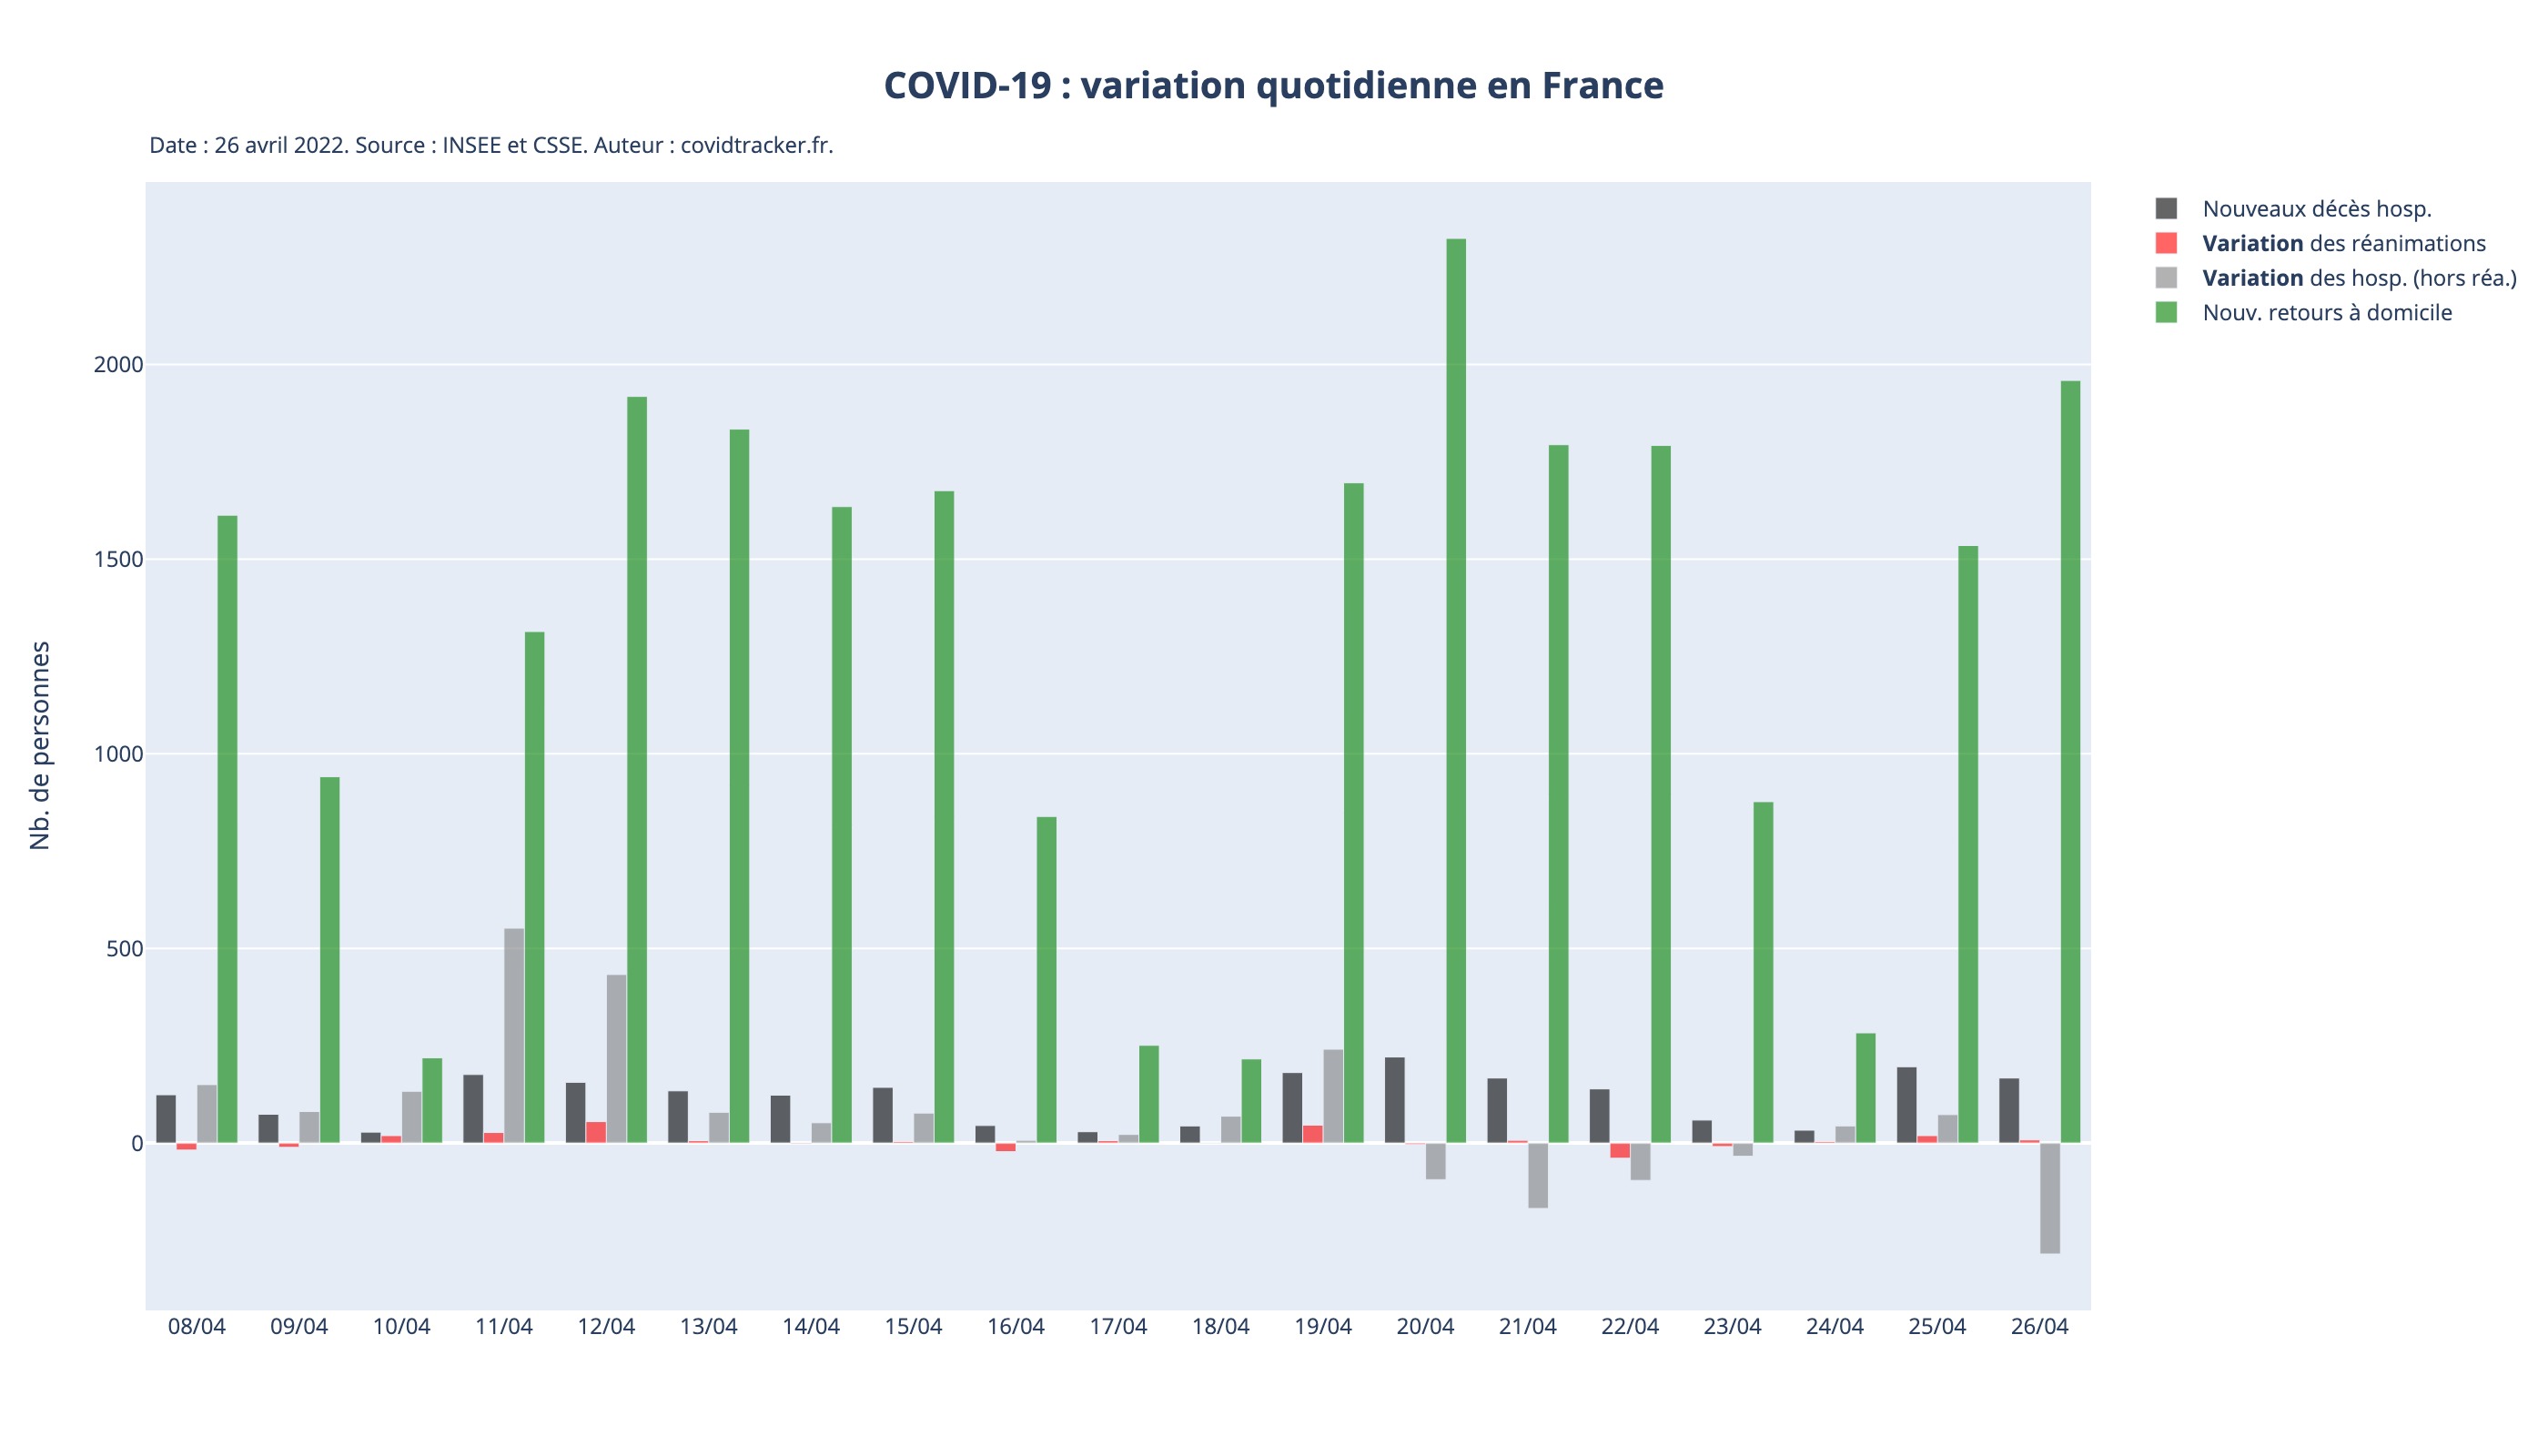 COVID-19 : variation quotidienne en France
Date : 26 avril 2022. Source : INSEE et CSSE. Auteur : covidtracker.fr.
Nouveaux décès hosp.
Variation des réanimations
Variation des hosp. (hors réa.)
Nouv. retours à domicile
Nb. de personnes
2000
1500
1000
500
0
08/04 09/04 10/04 11/04 12/04 13/04 14/04 15/04 16/04 17/04 18/04 19/04 20/04 21/04 22/04 23/04 24/04 25/04 26/04